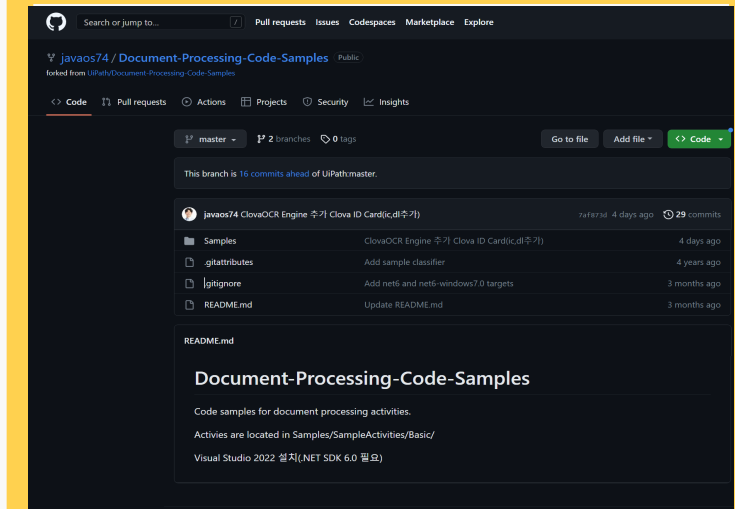 Search or jump to... / Pull requests Issues Codespaces Marketplace Explore
javaos74 / Document-Processing-Code-Samples Public
forked from UiPath/Document-Processing-Code-Samples
<> Code Pull requests Actions Projects Security Insights
master 2 branches 0 tags Go to file Add file <> Code
This branch is 16 commits ahead of UiPath:master.
javaos74 ClovaOCR Engine 추가 Clova ID Card(ic,dl추가) 7af873d 4 days ago 29 commits
Samples ClovaOCR Engine 추가 Clova ID Card(ic,dl추가) 4 days ago
.gitattributes Add sample classifier 4 years ago
.gitignore Add net6 and net6-windows7.0 targets 3 months ago
README.md Update README.md 3 months ago
README.md
Document-Processing-Code-Samples
Code samples for document processing activities.
Activies are located in Samples/SampleActivities/Basic/
Visual Studio 2022 설치(.NET SDK 6.0 필요)